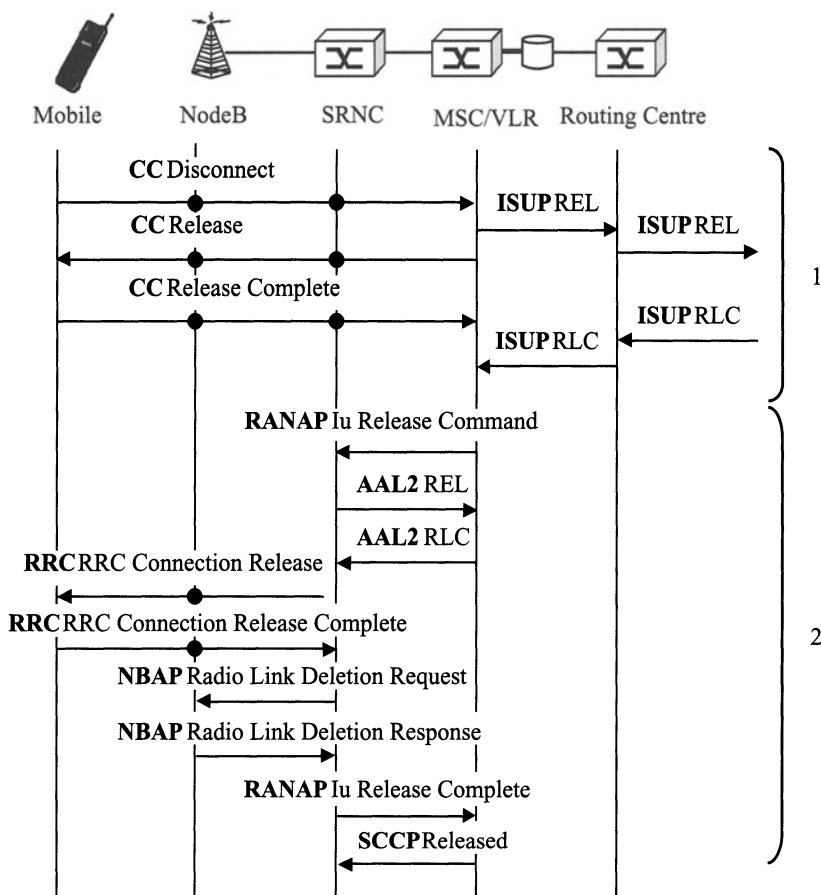 Mobile NodeB SRNC MSC/VLR Routing Centre
CC Disconnect
ISUP REL
CC Release
ISUP REL
1
CC Release Complete
ISUP RLC
ISUP RLC
RANAP Iu Release Command
AAL2 REL
AAL2 RLC
RRC RRC Connection Release
RRC RRC Connection Release Complete
2
NBAP Radio Link Deletion Request
NBAP Radio Link Deletion Response
RANAP Iu Release Complete
SCCP Released